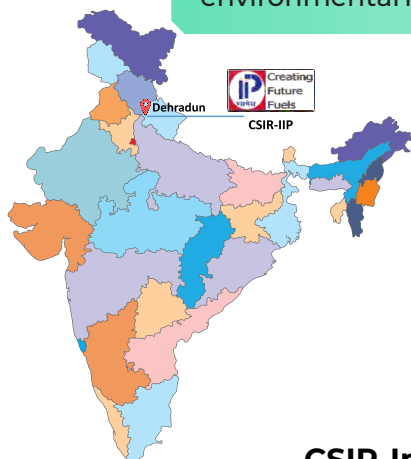 environmental
Creating
Future
Fuels
Dehradun
CSIR-IIP